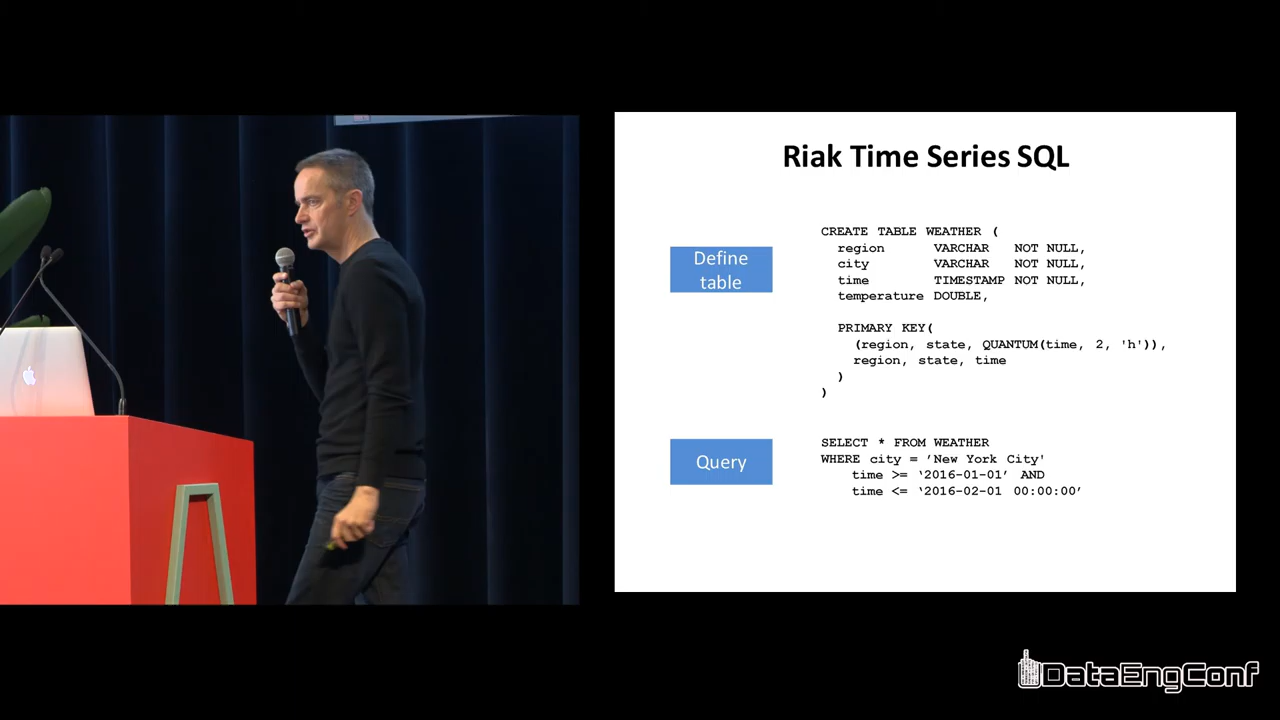 Riak Time Series SQL
Define
table
CREATE TABLE WEATHER (
region VARCHAR NOT NULL,
city VARCHAR NOT NULL,
time TIMESTAMP NOT NULL,
temperature DOUBLE,
PRIMARY KEY(
(region, state, QUANTUM(time, 2, 'h')),
region, state, time
)
)
Query
SELECT * FROM WEATHER
WHERE city = ’New York City'
time >= ‘2016-01-01’ AND
time <= ‘2016-02-01 00:00:00’
DataEngConf